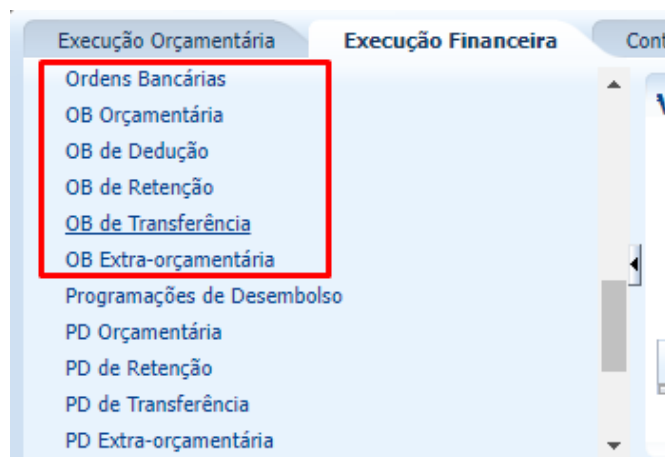 Execução Orçamentária Execução Financeira
Ordens Bancárias
OB Orçamentária
OB de Dedução
OB de Retenção
OB de Transferência
OB Extra-orçamentária
Programações de Desembolso
PD Orçamentária
PD de Retenção
PD de Transferência
PD Extra-orçamentária